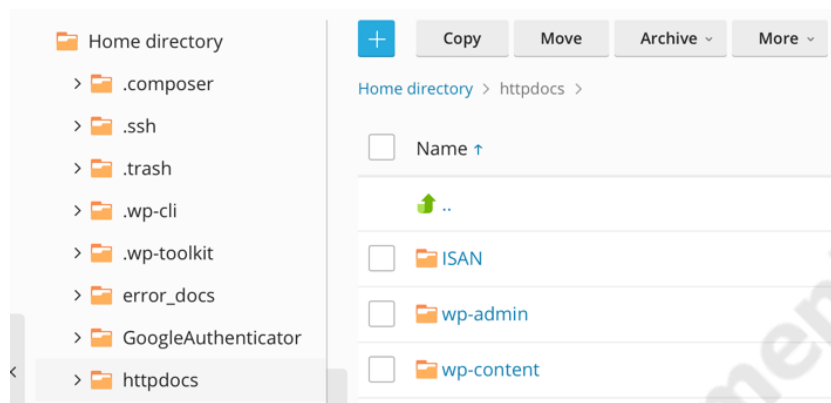 Home directory
.composer
.ssh
.trash
.wp-cli
.wp-toolkit
error_docs
GoogleAuthenticator
httpdocs
+ Copy Move Archive More
Home directory > httpdocs >
Name ↑
..
ISAN
wp-admin
wp-content